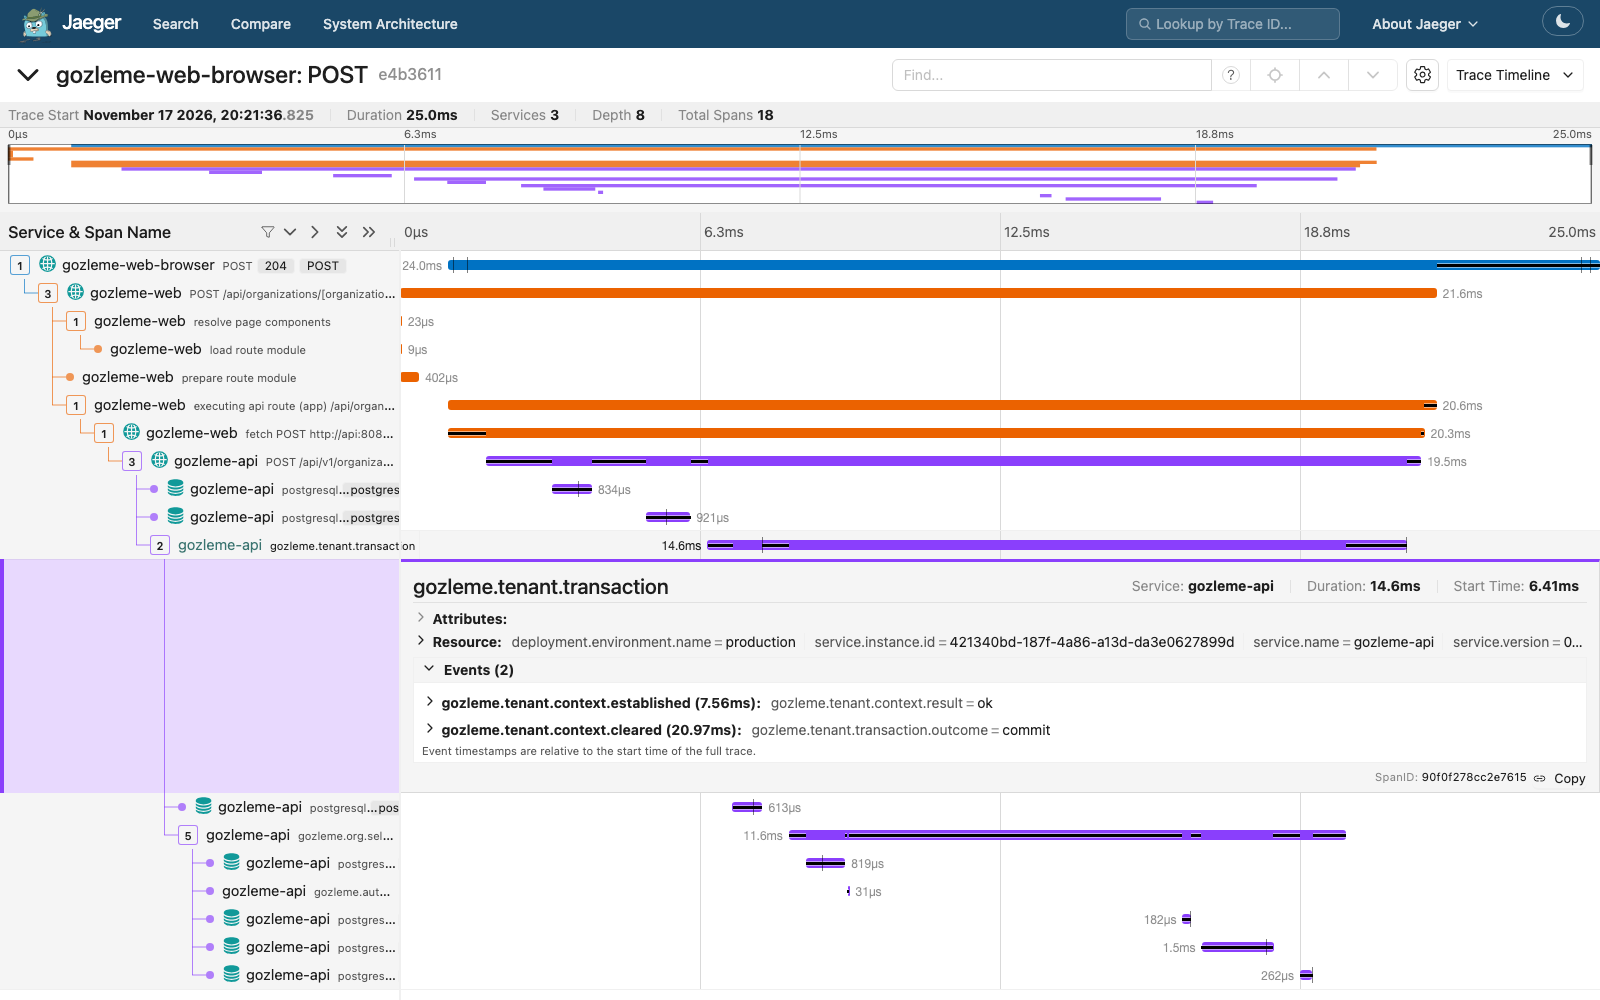 Jaeger Search Compare System Architecture Lookup by Trace ID... About Jaeger
gozleme-web-browser: POST e4b3611 Find... ? Trace Timeline
Trace Start November 17 2026, 20:21:36.825 Duration 25.0ms Services 3 Depth 8 Total Spans 18
0μs 6.3ms 12.5ms 18.8ms 25.0ms
Service & Span Name 0μs 6.3ms 12.5ms 18.8ms 25.0ms
1 gozleme-web-browser POST 204 POST 24.0ms
3 gozleme-web POST /api/organizations/[organizatio... 21.6ms
1 gozleme-web resolve page components 23μs
gozleme-web load route module 9μs
gozleme-web prepare route module 402μs
1 gozleme-web executing api route (app) /api/organ... 20.6ms
1 gozleme-web fetch POST http://api:808... 20.3ms
3 gozleme-api POST /api/v1/organiza... 19.5ms
gozleme-api postgresql...postgres 834μs
gozleme-api postgresql...postgres 921μs
2 gozleme-api gozleme.tenant.transaction 14.6ms
gozleme.tenant.transaction Service: gozleme-api Duration: 14.6ms Start Time: 6.41ms
Attributes:
Resource: deployment.environment.name = production service.instance.id = 421340bd-187f-4a86-a13d-da3e0627899d service.name = gozleme-api service.version = 0...
Events (2)
gozleme.tenant.context.established (7.56ms): gozleme.tenant.context.result = ok
gozleme.tenant.context.cleared (20.97ms): gozleme.tenant.transaction.outcome = commit
Event timestamps are relative to the start time of the full trace.
SpanID: 90f0f278cc2e7615 Copy
gozleme-api postgresql...pos 613μs
5 gozleme-api gozleme.org.sel... 11.6ms
gozleme-api postgres... 819μs
gozleme-api gozleme.aut... 31μs
gozleme-api postgres... 182μs
gozleme-api postgres... 1.5ms
gozleme-api postgres... 262μs